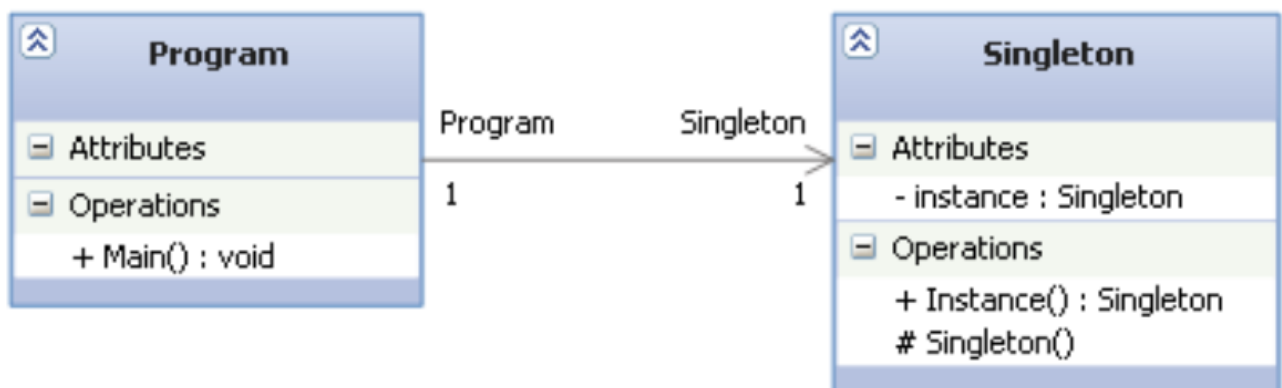 Program
Attributes
Operations
+ Main() : void
Program
Singleton
1
1
Singleton
Attributes
- instance : Singleton
Operations
+ Instance() : Singleton
# Singleton()